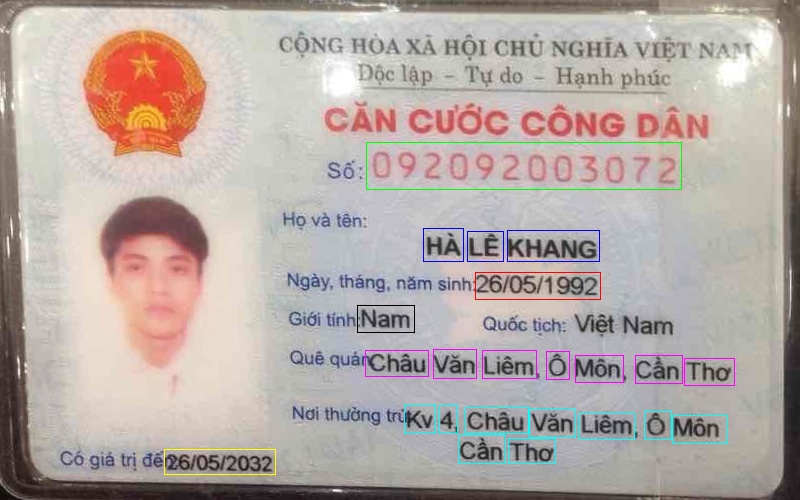 CỘNG HÒA XÃ HỘI CHỦ NGHĨA VIỆT NAM
Độc lập - Tự do - Hạnh phúc
CĂN CƯỚC CÔNG DÂN
Số: 092092003072
Họ và tên:
HÀ LÊ KHANG
Ngày, tháng, năm sinh: 26/05/1992
Giới tính: Nam Quốc tịch: Việt Nam
Quê quán: Châu Văn Liêm, Ô Môn, Cần Thơ
Nơi thường trú: Kv 4, Châu Văn Liêm, Ô Môn
Cần Thơ
Có giá trị đến: 26/05/2032